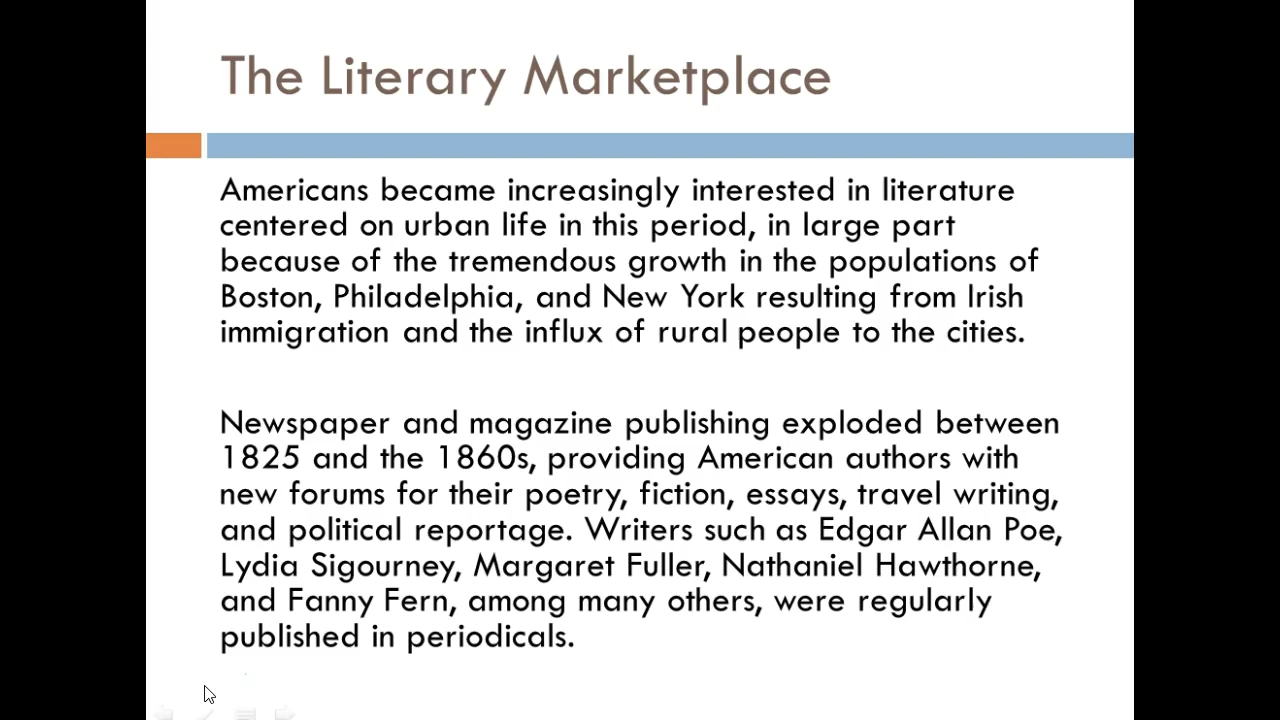 The Literary Marketplace
Americans became increasingly interested in literature
centered on urban life in this period, in large part
because of the tremendous growth in the populations of
Boston, Philadelphia, and New York resulting from Irish
immigration and the influx of rural people to the cities.
Newspaper and magazine publishing exploded between
1825 and the 1860s, providing American authors with
new forums for their poetry, fiction, essays, travel writing,
and political reportage. Writers such as Edgar Allan Poe,
Lydia Sigourney, Margaret Fuller, Nathaniel Hawthorne,
and Fanny Fern, among many others, were regularly
published in periodicals.